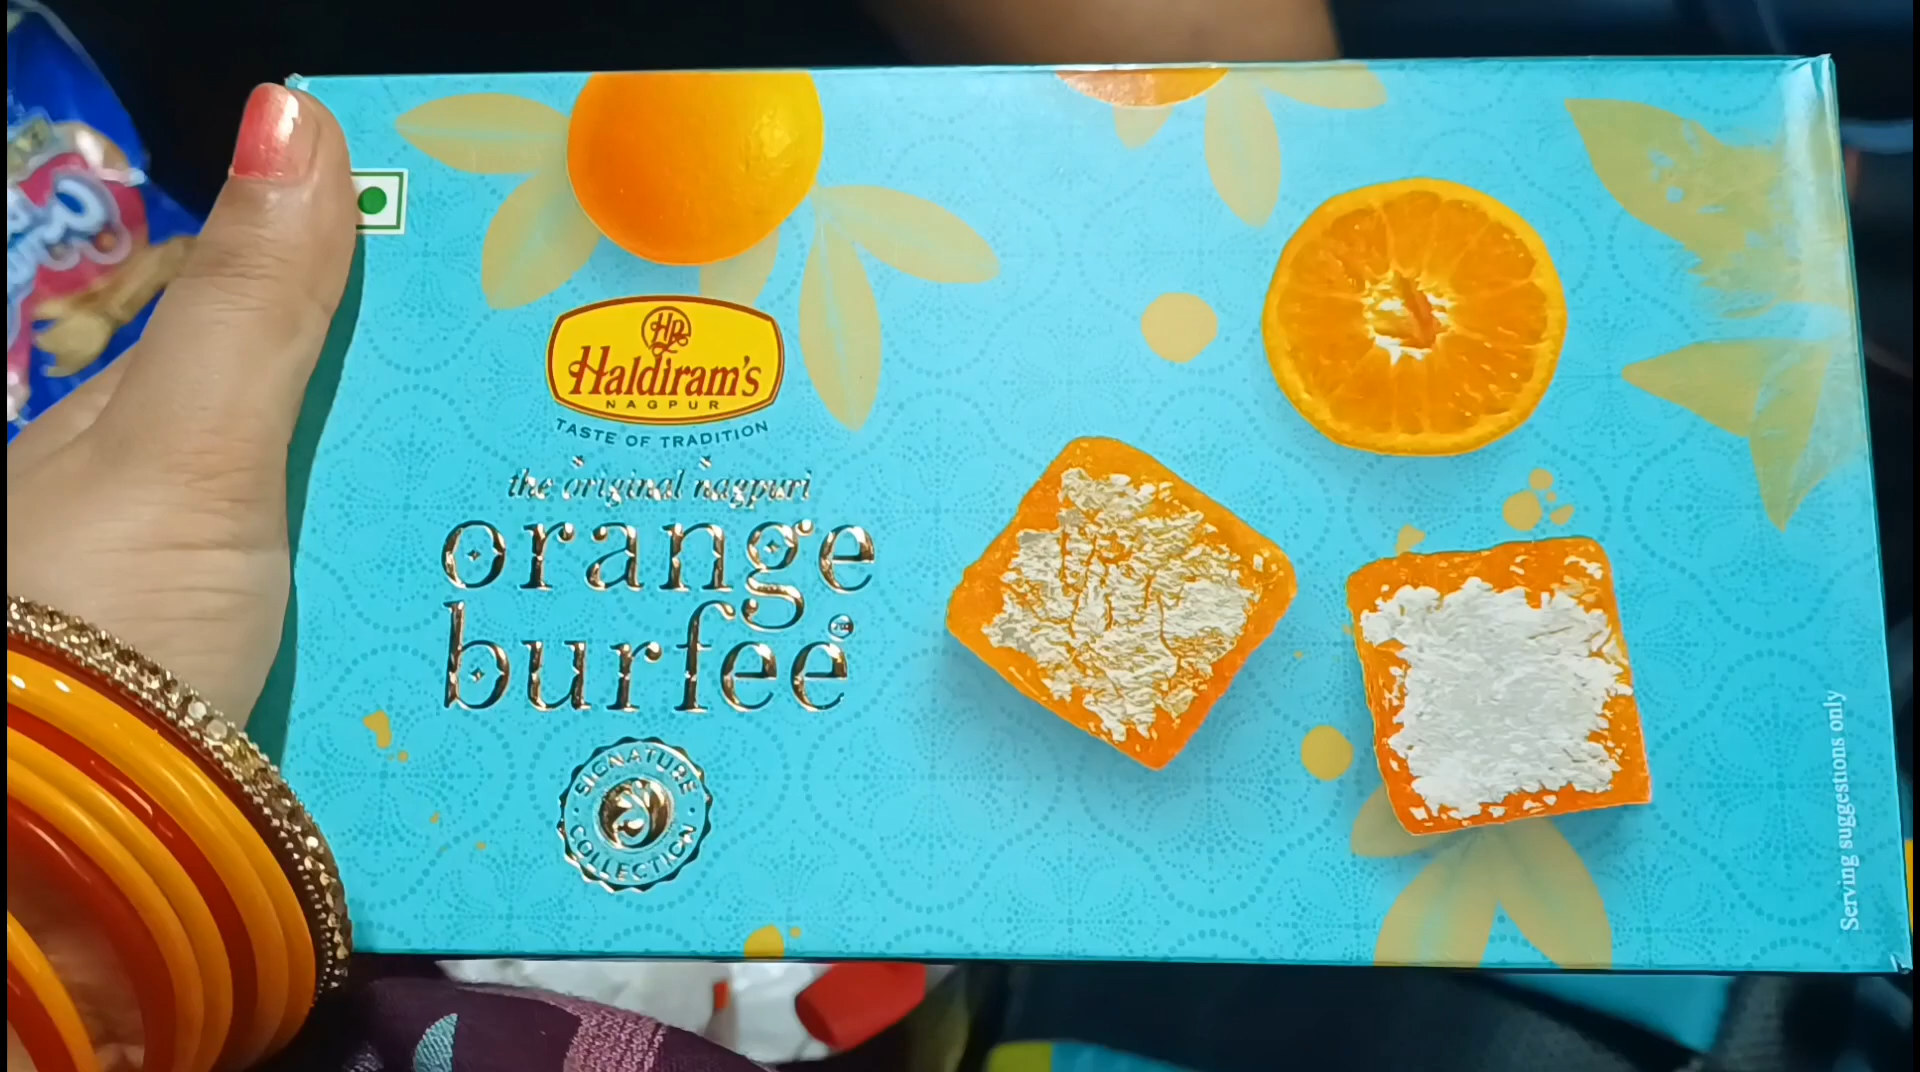 HR
Haldiram's
NAGPUR
TASTE OF TRADITION
the original nagpuri
orange
burfee
SIGNATURE
COLLECTION
Serving suggestions only